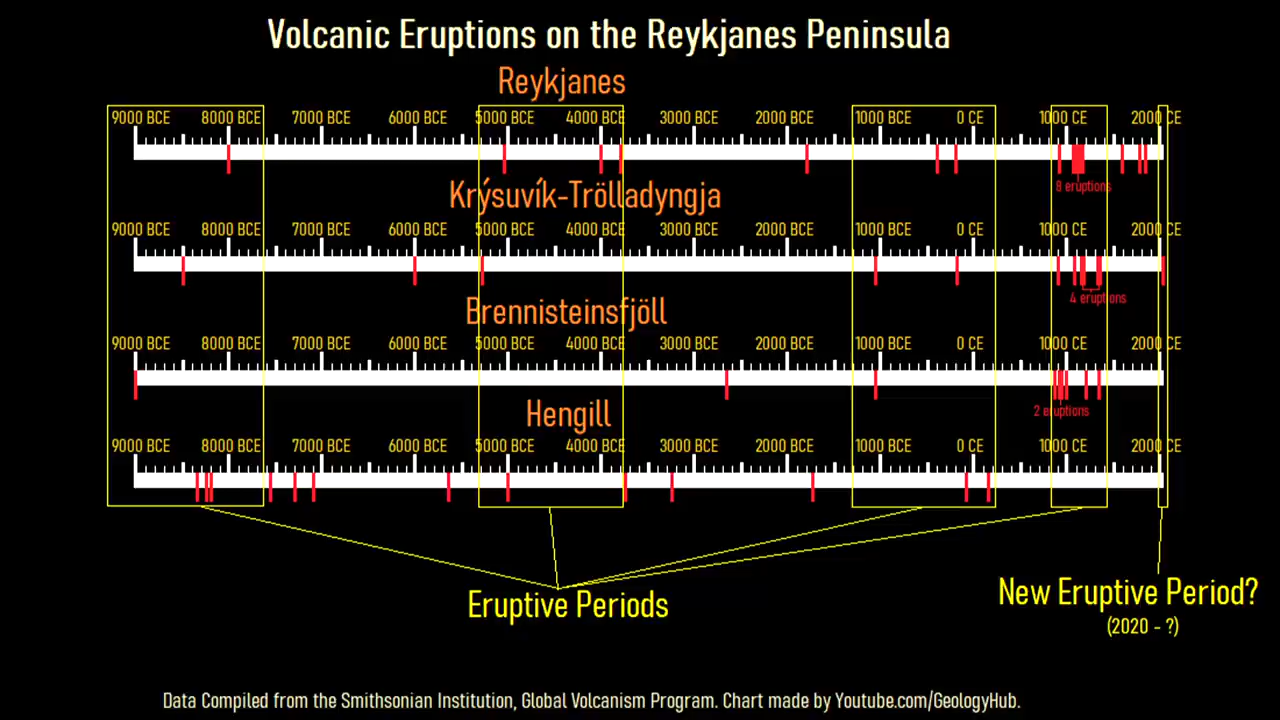 Volcanic Eruptions on the Reykjanes Peninsula
Reykjanes
9000 BCE 8000 BCE 7000 BCE 6000 BCE 5000 BCE 4000 BCE 3000 BCE 2000 BCE 1000 BCE 0 CE 1000 CE 2000 CE
8 eruptions
Krýsuvík-Trölladyngja
9000 BCE 8000 BCE 7000 BCE 6000 BCE 5000 BCE 4000 BCE 3000 BCE 2000 BCE 1000 BCE 0 CE 1000 CE 2000 CE
4 eruptions
Brennisteinsfjöll
9000 BCE 8000 BCE 7000 BCE 6000 BCE 5000 BCE 4000 BCE 3000 BCE 2000 BCE 1000 BCE 0 CE 1000 CE 2000 CE
2 eruptions
Hengill
9000 BCE 8000 BCE 7000 BCE 6000 BCE 5000 BCE 4000 BCE 3000 BCE 2000 BCE 1000 BCE 0 CE 1000 CE 2000 CE
Eruptive Periods
New Eruptive Period?
(2020 - ?)
Data Compiled from the Smithsonian Institution, Global Volcanism Program. Chart made by Youtube.com/GeologyHub.